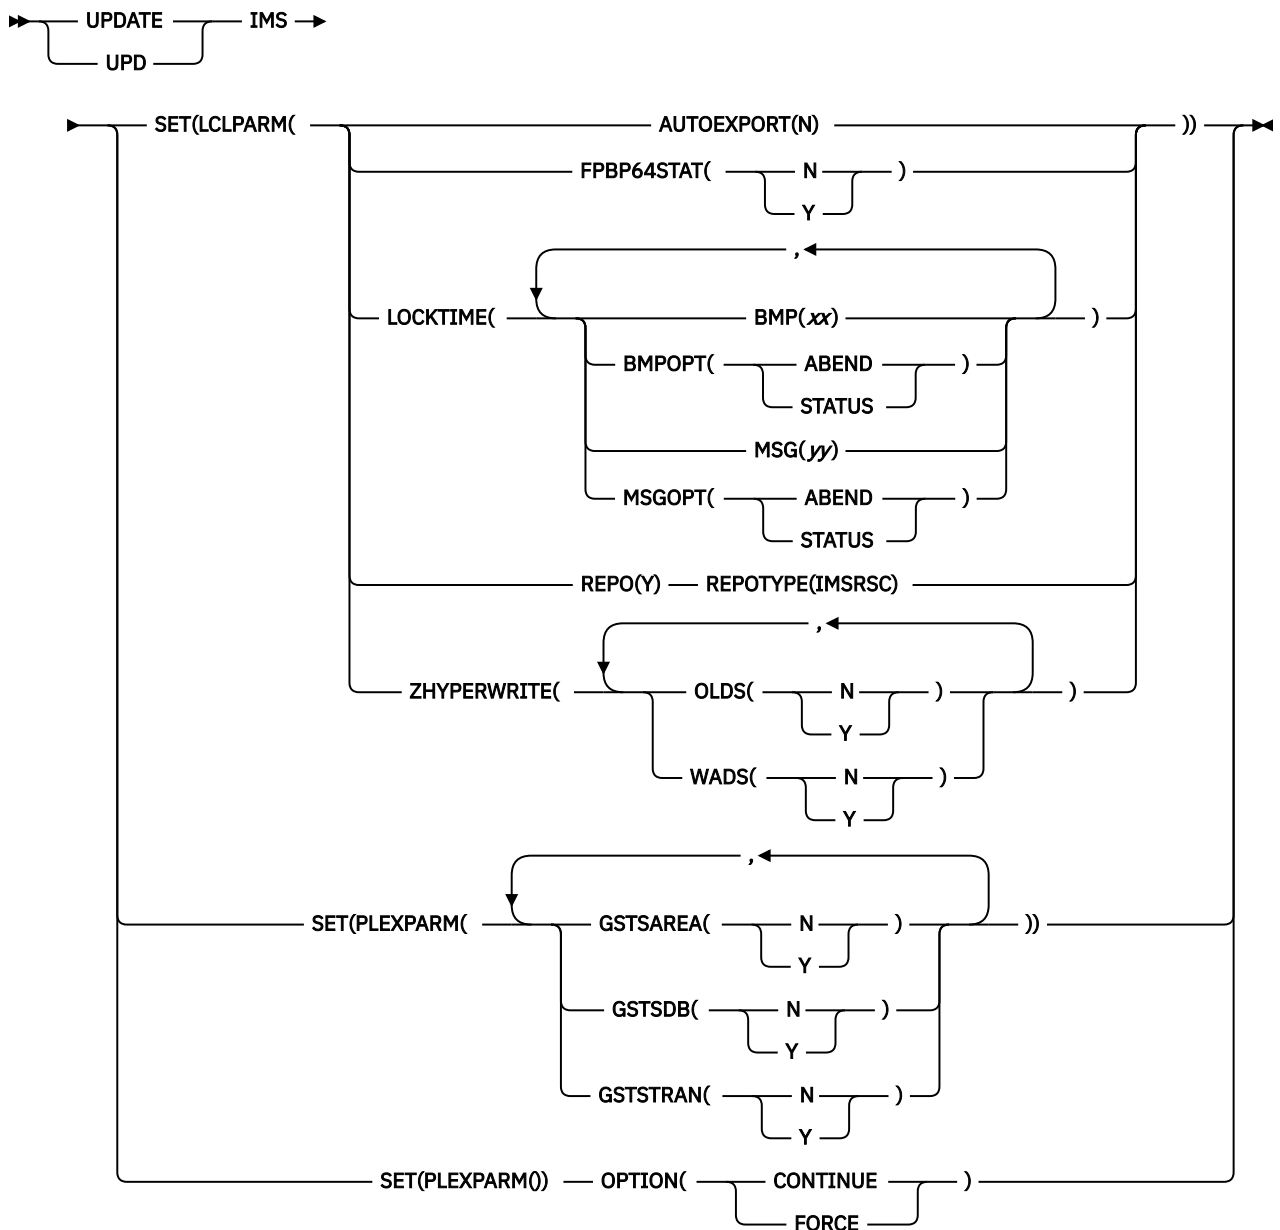 UPDATE IMS
UPD
SET(LCLPARM( AUTOEXPORT(N) ))
FPBP64STAT( N )
Y
,
LOCKTIME( BMP(xx) )
BMPOPT( ABEND )
STATUS
MSG(yy)
MSGOPT( ABEND )
STATUS
REPO(Y) REPOTYPE(IMSRSC)
,
ZHYPERWRITE( OLDS( N ) )
Y
WADS( N )
Y
,
SET(PLEXPARM( GSTSAREA( N ) ))
Y
GSTSDB( N )
Y
GSTSTRAN( N )
Y
SET(PLEXPARM()) OPTION( CONTINUE )
FORCE